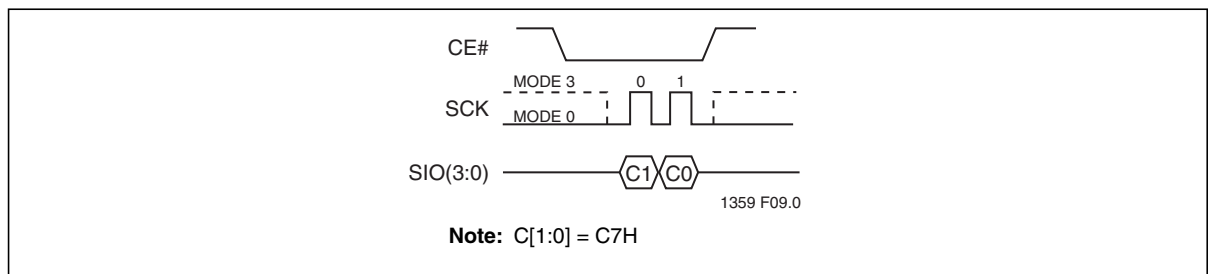 CE#
MODE 3 0 1
SCK
MODE 0
SIO(3:0) C1 C0
1359 F09.0
Note: C[1:0] = C7H